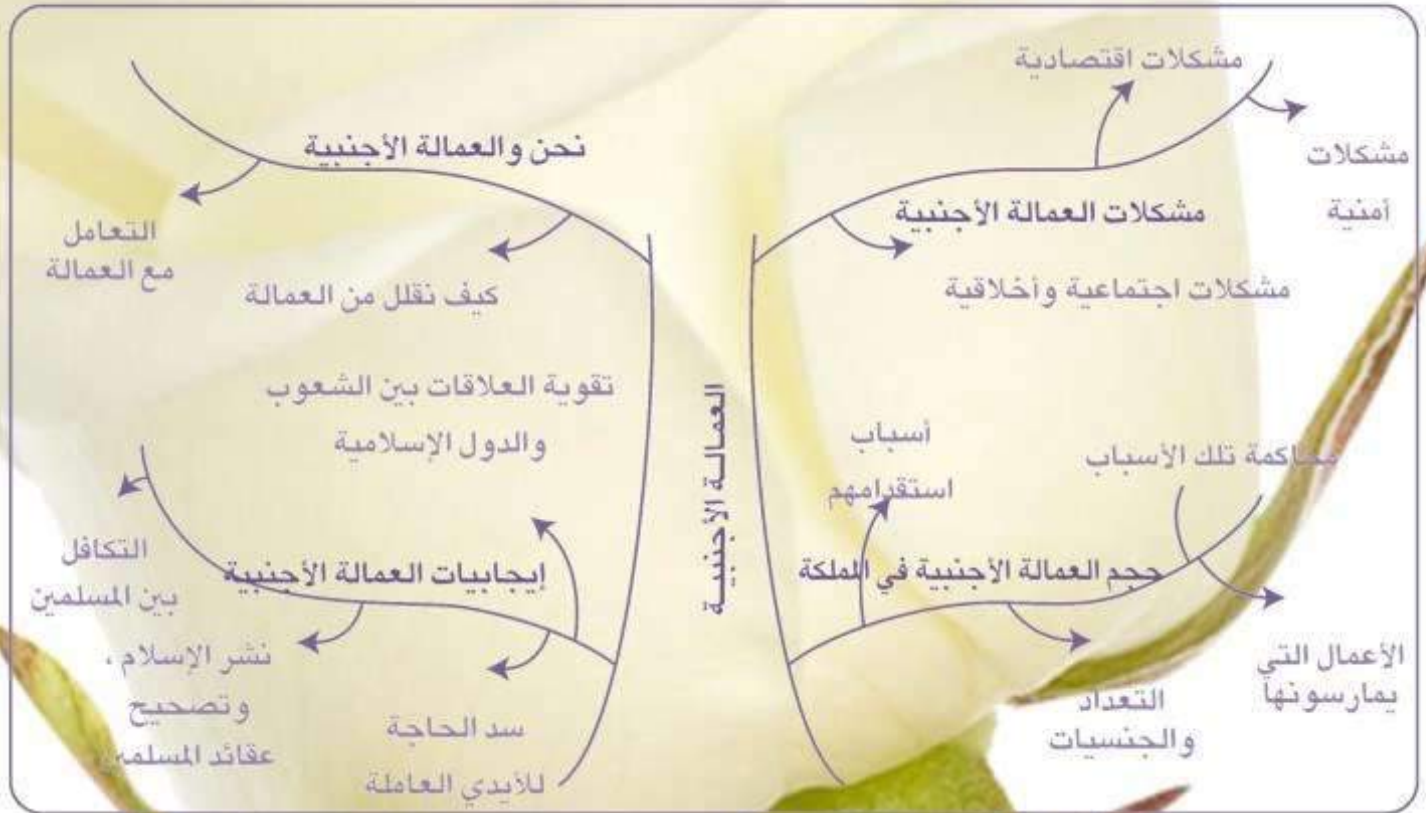 مشكلات اقتصادية
مشكلات
أمنية
مشكلات العمالة الأجنبية
مشكلات اجتماعية وأخلاقية
نحن والعمالة الأجنبية
التعامل
مع العمالة
كيف نقلل من العمالة
العمالة الأجنبية
أسباب
استقدامهم
محاكمة تلك الأسباب
حجم العمالة الأجنبية في المملكة
الأعمال التي
يمارسونها
التعداد
والجنسيات
تقوية العلاقات بين الشعوب
والدول الإسلامية
إيجابيات العمالة الأجنبية
التكافل
بين المسلمين
نشر الإسلام ،
وتصحيح
عقائد المسلمين
سد الحاجة
للأيدي العاملة